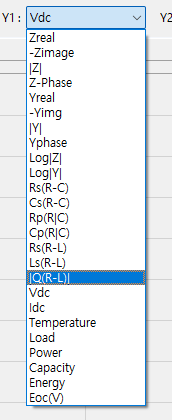 Y1 : Vdc Y2
Zreal
-Zimage
|Z|
Z-Phase
Yreal
-Yimg
|Y|
Yphase
Log|Z|
Log|Y|
Rs(R-C)
Cs(R-C)
Rp(R|C)
Cp(R|C)
Rs(R-L)
Ls(R-L)
|Q(R-L)|
Vdc
Idc
Temperature
Load
Power
Capacity
Energy
Eoc(V)